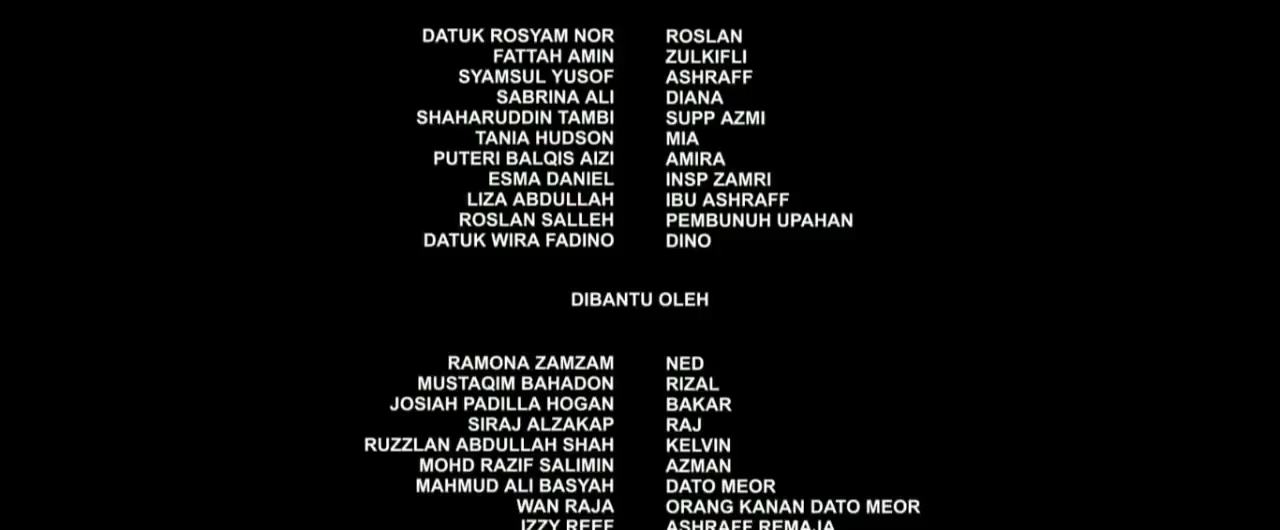 DATUK ROSYAM NOR ROSLAN
FATTAH AMIN ZULKIFLI
SYAMSUL YUSOF ASHRAFF
SABRINA ALI DIANA
SHAHARUDDIN TAMBI SUPP AZMI
TANIA HUDSON MIA
PUTERI BALQIS AIZI AMIRA
ESMA DANIEL INSP ZAMRI
LIZA ABDULLAH IBU ASHRAFF
ROSLAN SALLEH PEMBUNUH UPAHAN
DATUK WIRA FADINO DINO
DIBANTU OLEH
RAMONA ZAMZAM NED
MUSTAQIM BAHADON RIZAL
JOSIAH PADILLA HOGAN BAKAR
SIRAJ ALZAKAP RAJ
RUZZLAN ABDULLAH SHAH KELVIN
MOHD RAZIF SALIMIN AZMAN
MAHMUD ALI BASYAH DATO MEOR
WAN RAJA ORANG KANAN DATO MEOR
IZZY ASHRAFF REMAJA